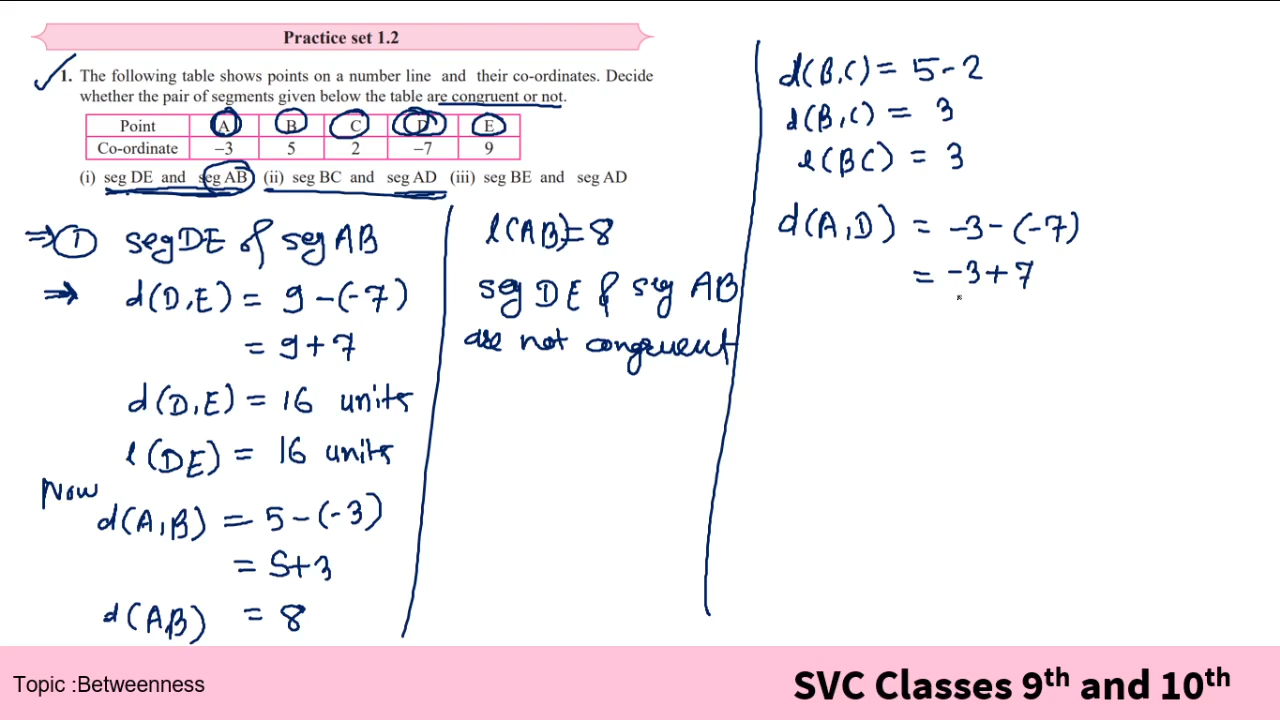 Practice set 1.2
1. The following table shows points on a number line and their co-ordinates. Decide
whether the pair of segments given below the table are congruent or not.
Point A B C D E
Co-ordinate −3 5 2 −7 9
(i) seg DE and seg AB (ii) seg BC and seg AD (iii) seg BE and seg AD
⇒ ① seg DE & seg AB
⇒ d(D,E) = 9 - (-7)
= 9 + 7
d(D,E) = 16 units
l(DE) = 16 units
Now
d(A,B) = 5 - (-3)
= 5+3
d(A,B) = 8
l(AB) = 8
seg DE & seg AB
are not congruent
d(B,C) = 5 - 2
d(B,C) = 3
l(BC) = 3
d(A,D) = -3 - (-7)
= -3 + 7
Topic :Betweenness
SVC Classes 9th and 10th